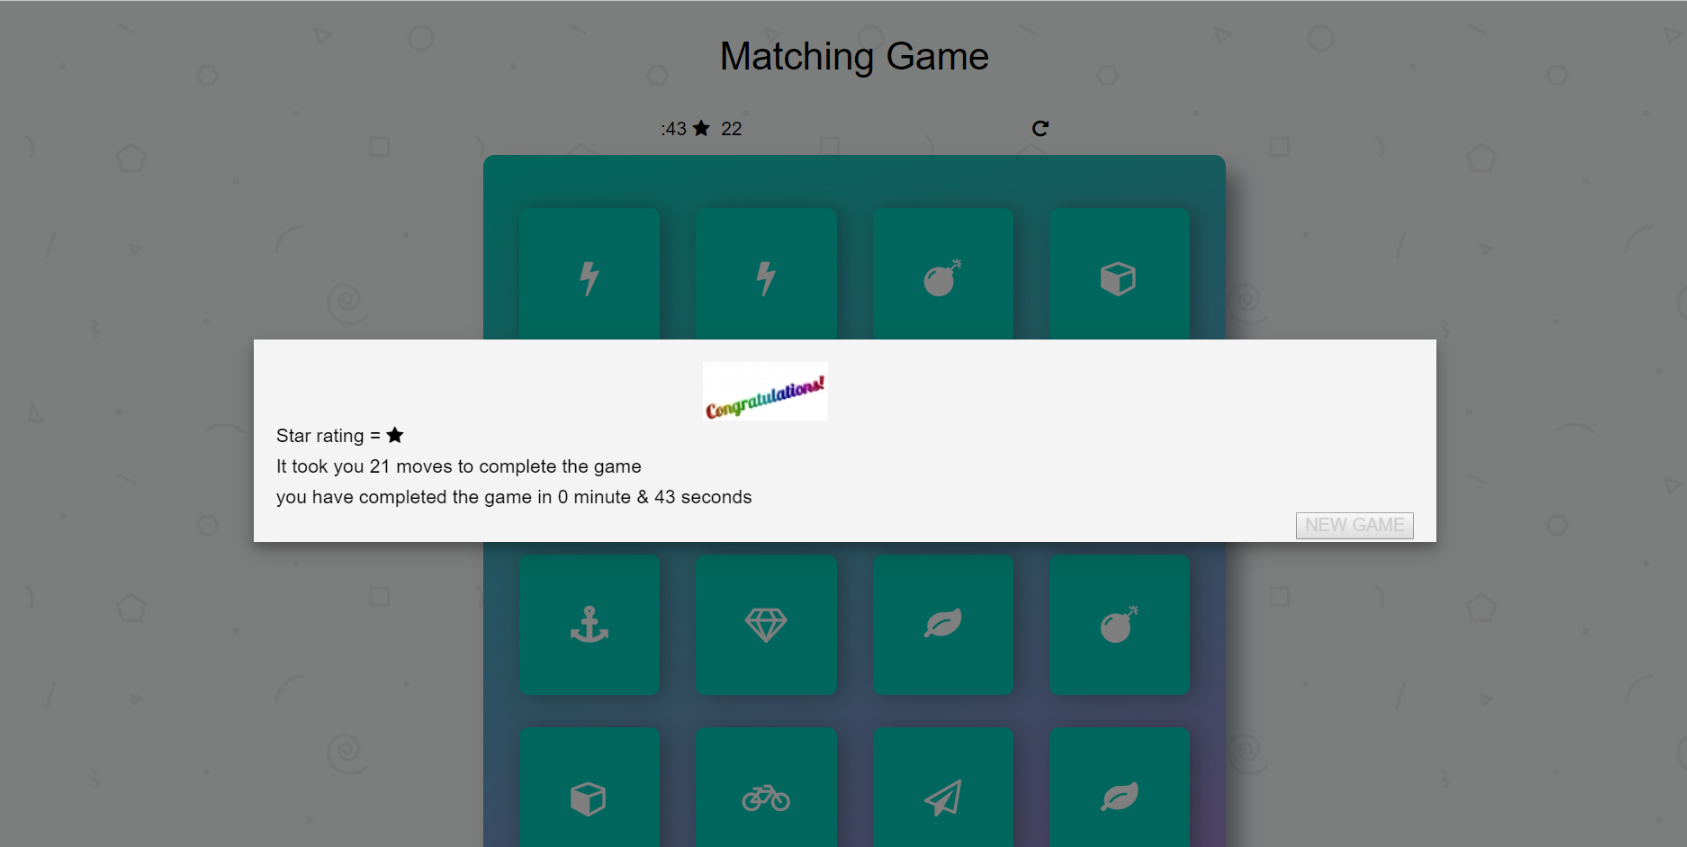 Matching Game
:43 ★ 22
Congratulations!
Star rating = ★
It took you 21 moves to complete the game
you have completed the game in 0 minute & 43 seconds
NEW GAME